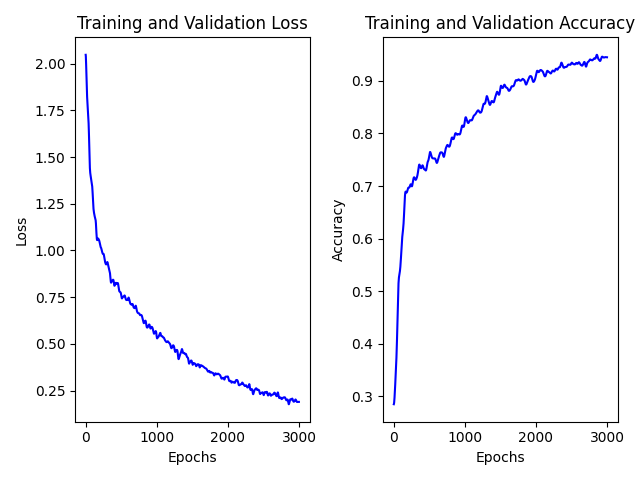 Training and Validation Loss
2.00
1.75
1.50
1.25
1.00
0.75
0.50
0.25
Loss
0 1000 2000 3000
Epochs
Training and Validation Accuracy
0.9
0.8
0.7
0.6
0.5
0.4
0.3
Accuracy
0 1000 2000 3000
Epochs